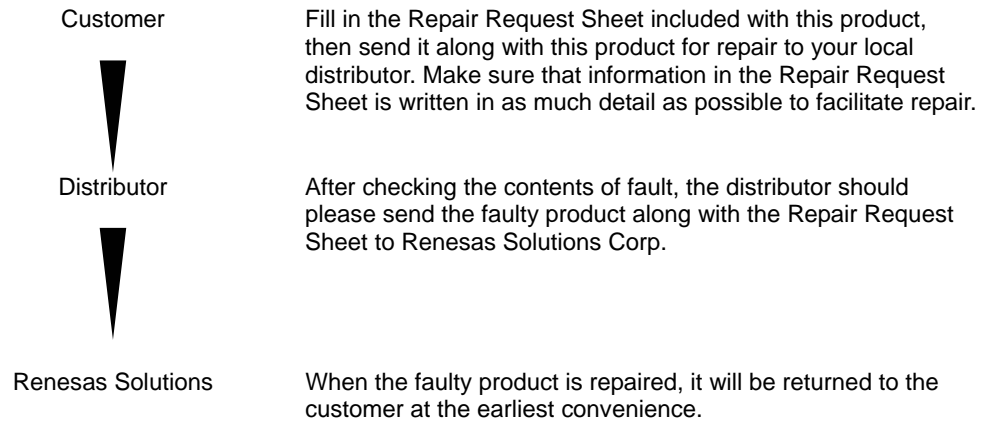 Customer
Fill in the Repair Request Sheet included with this product,
then send it along with this product for repair to your local
distributor. Make sure that information in the Repair Request
Sheet is written in as much detail as possible to facilitate repair.
Distributor
After checking the contents of fault, the distributor should
please send the faulty product along with the Repair Request
Sheet to Renesas Solutions Corp.
Renesas Solutions
When the faulty product is repaired, it will be returned to the
customer at the earliest convenience.